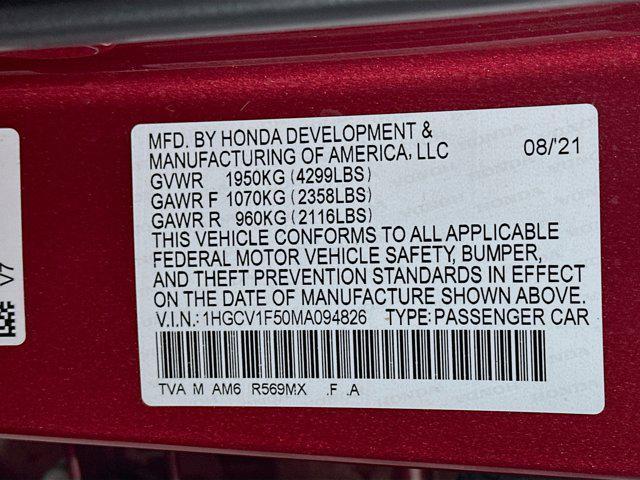 MFD. BY HONDA DEVELOPMENT &
MANUFACTURING OF AMERICA, LLC 08/'21
GVWR 1950KG (4299LBS)
GAWR F 1070KG (2358LBS)
GAWR R 960KG (2116LBS)
THIS VEHICLE CONFORMS TO ALL APPLICABLE
FEDERAL MOTOR VEHICLE SAFETY, BUMPER,
AND THEFT PREVENTION STANDARDS IN EFFECT
ON THE DATE OF MANUFACTURE SHOWN ABOVE.
V.I.N.: 1HGCV1F50MA094826 TYPE: PASSENGER CAR
TVA M AM6 R569MX .F .A